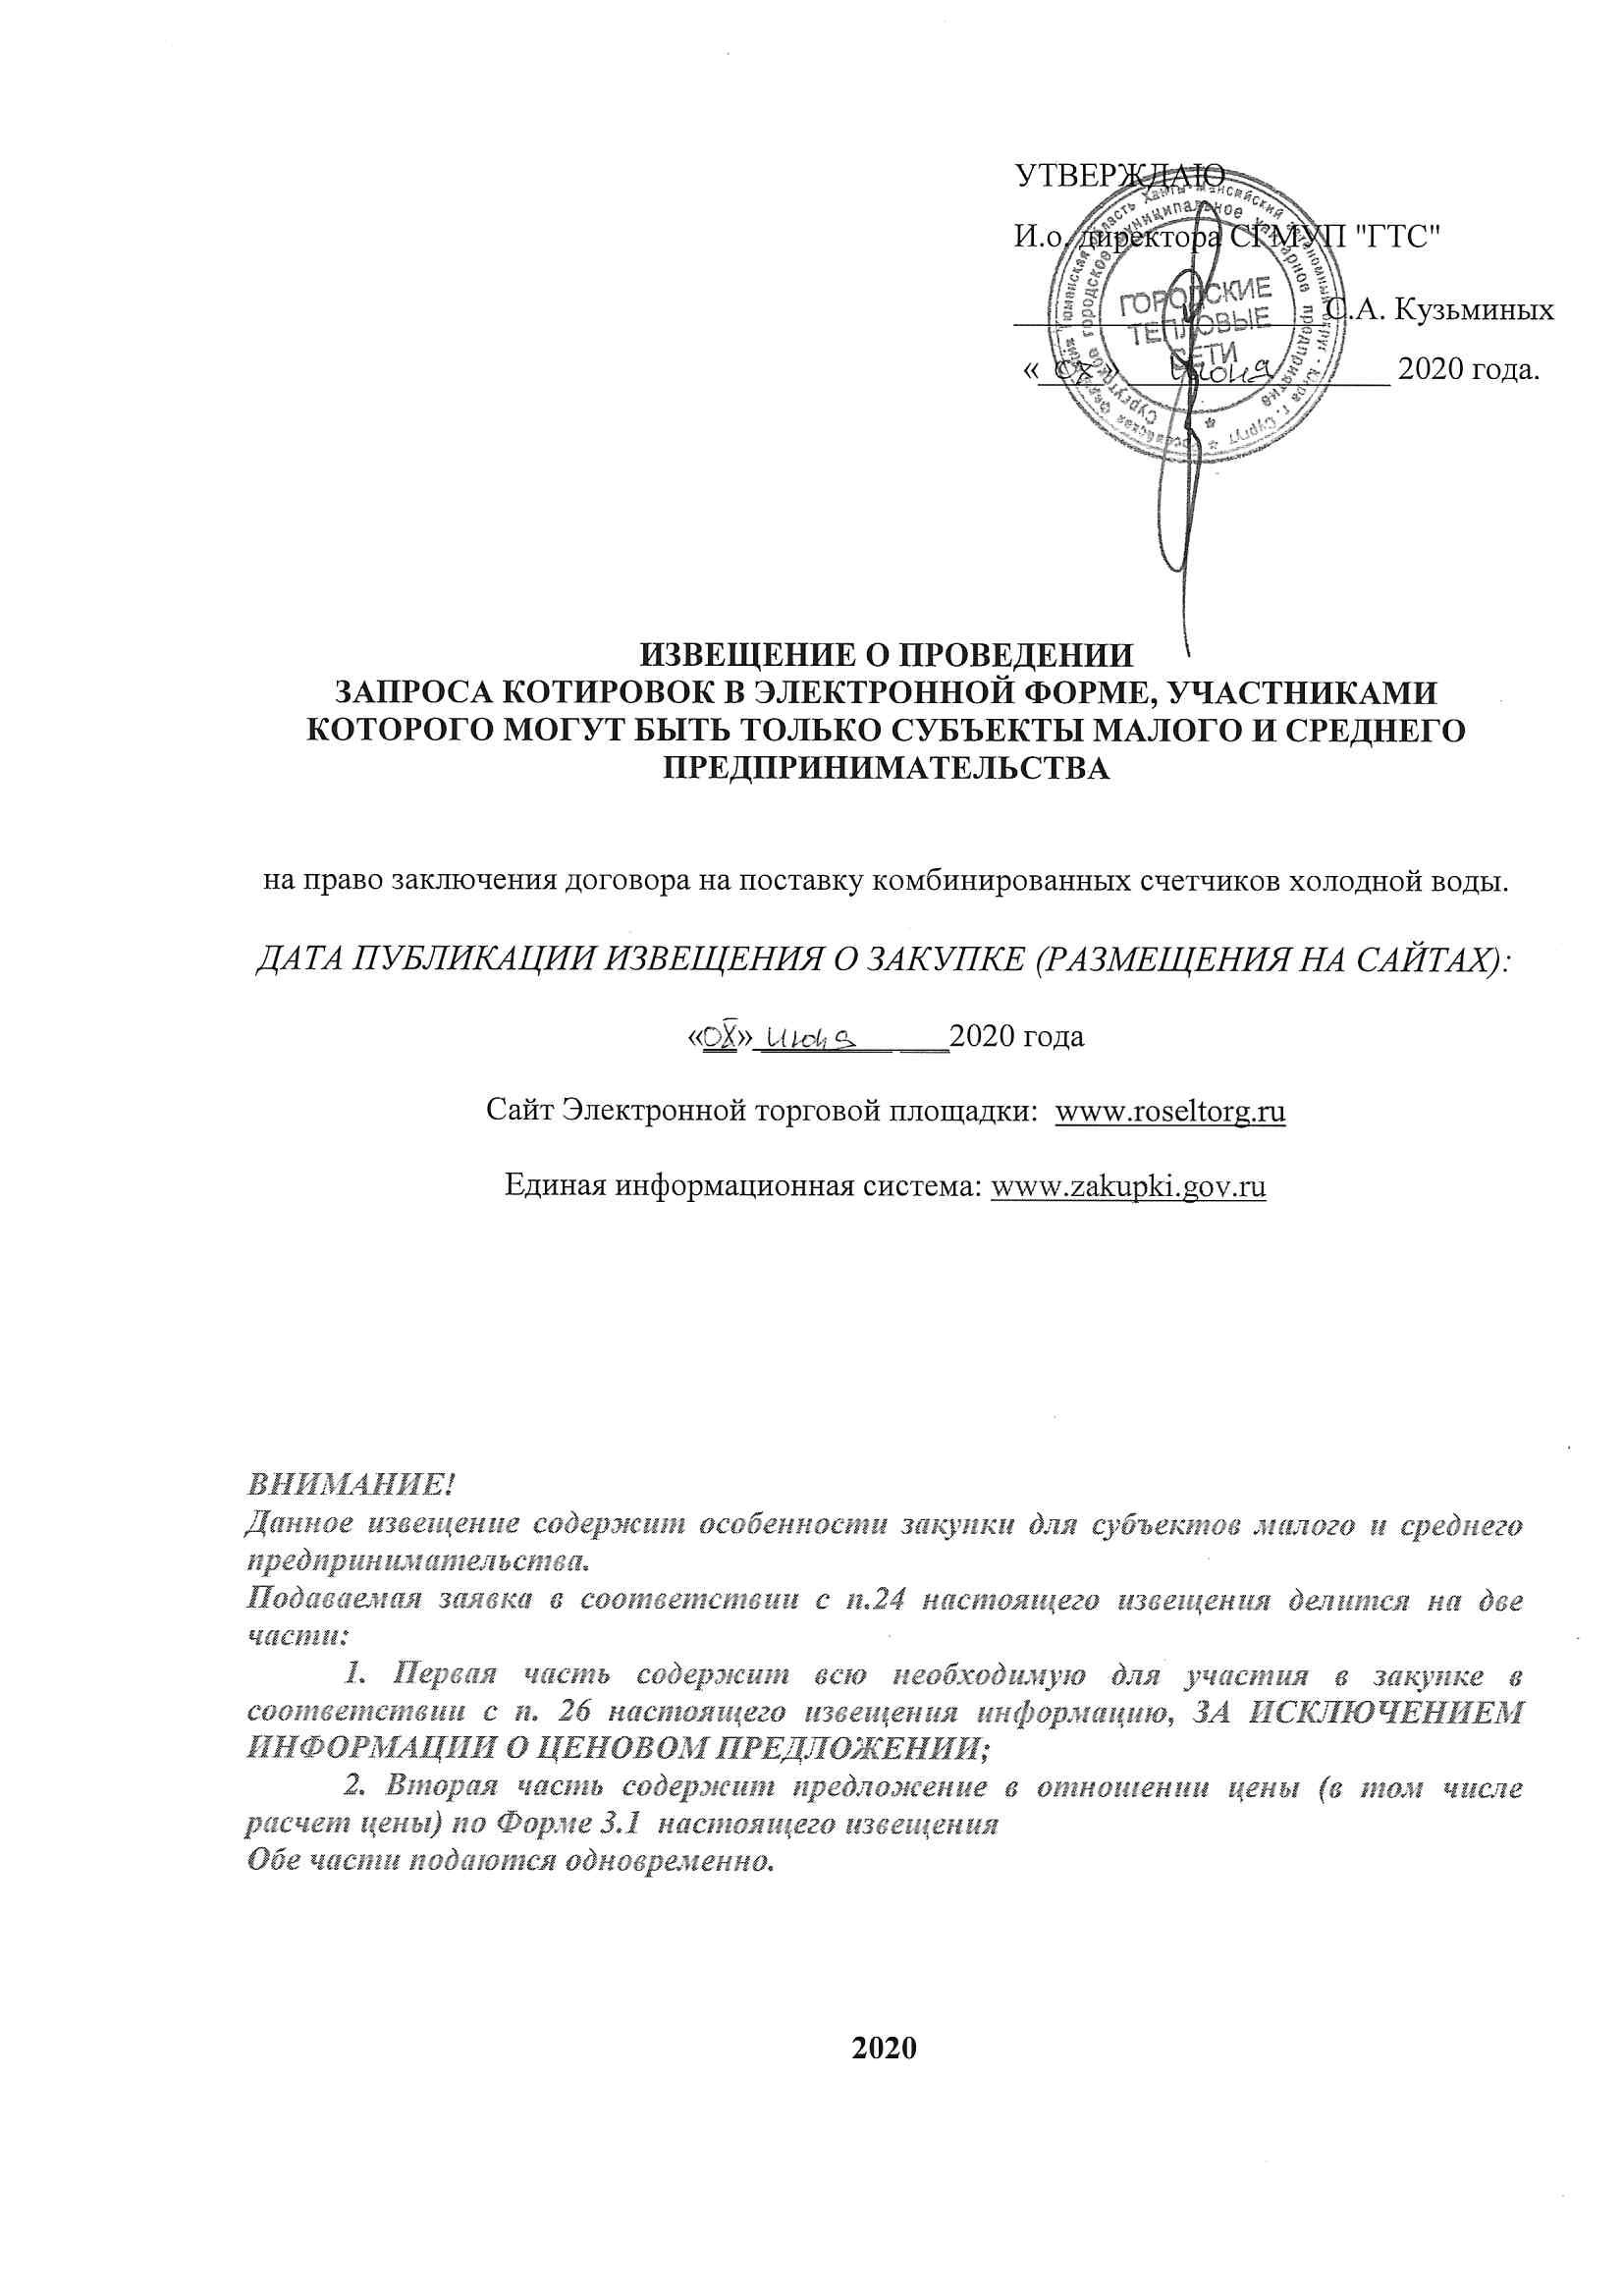 УТВЕРЖДАЮ
И.о. директора СГМУП "ГТС"
С.А. Кузьминых
« » июня 2020 года.
ГОРОДСКИЕ
ТЕПЛОВЫЕ
СЕТИ
ИЗВЕЩЕНИЕ О ПРОВЕДЕНИИ
ЗАПРОСА КОТИРОВОК В ЭЛЕКТРОННОЙ ФОРМЕ, УЧАСТНИКАМИ
КОТОРОГО МОГУТ БЫТЬ ТОЛЬКО СУБЪЕКТЫ МАЛОГО И СРЕДНЕГО
ПРЕДПРИНИМАТЕЛЬСТВА
на право заключения договора на поставку комбинированных счетчиков холодной воды.
ДАТА ПУБЛИКАЦИИ ИЗВЕЩЕНИЯ О ЗАКУПКЕ (РАЗМЕЩЕНИЯ НА САЙТАХ):
« » июня 2020 года
Сайт Электронной торговой площадки: www.roseltorg.ru
Единая информационная система: www.zakupki.gov.ru
ВНИМАНИЕ!
Данное извещение содержит особенности закупки для субъектов малого и среднего
предпринимательства.
Подаваемая заявка в соответствии с п.24 настоящего извещения делится на две
части:
1. Первая часть содержит всю необходимую для участия в закупке в
соответствии с п. 26 настоящего извещения информацию, ЗА ИСКЛЮЧЕНИЕМ
ИНФОРМАЦИИ О ЦЕНОВОМ ПРЕДЛОЖЕНИИ;
2. Вторая часть содержит предложение в отношении цены (в том числе
расчет цены) по Форме 3.1 настоящего извещения
Обе части подаются одновременно.
2020